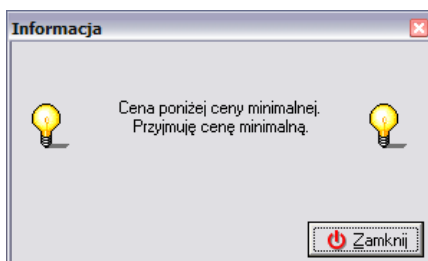 Informacja
Cena poniżej ceny minimalnej.
Przyjmuję cenę minimalną.
Zamknij